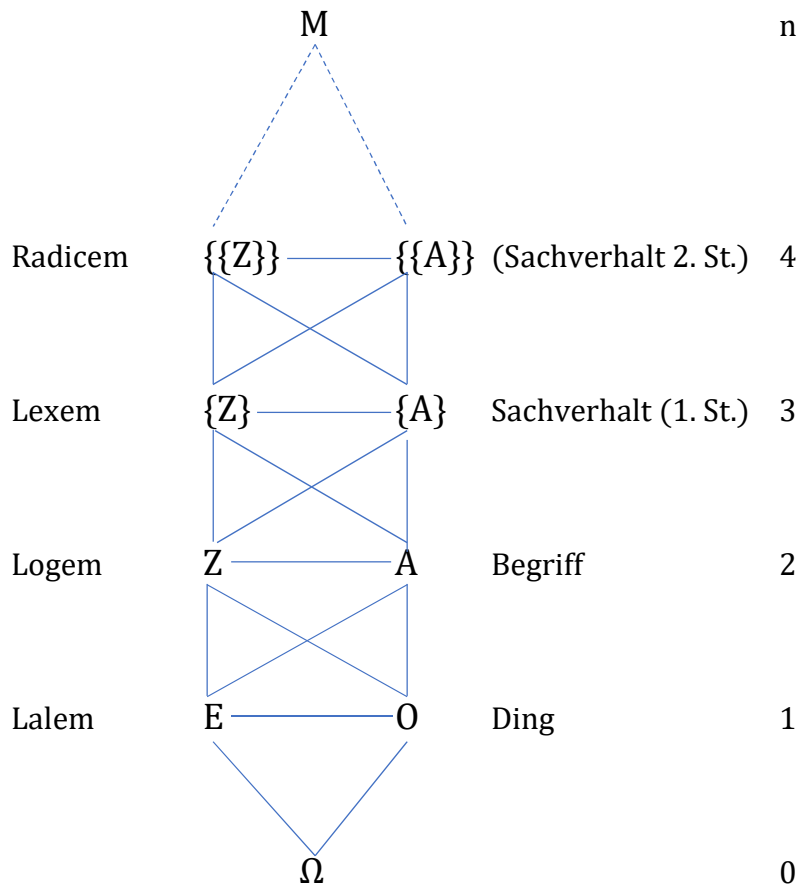 M n
Radicem {{Z}} {{A}} (Sachverhalt 2. St.) 4
Lexem {Z} {A} Sachverhalt (1. St.) 3
Logem Z A Begriff 2
Lalem E O Ding 1
Ω 0